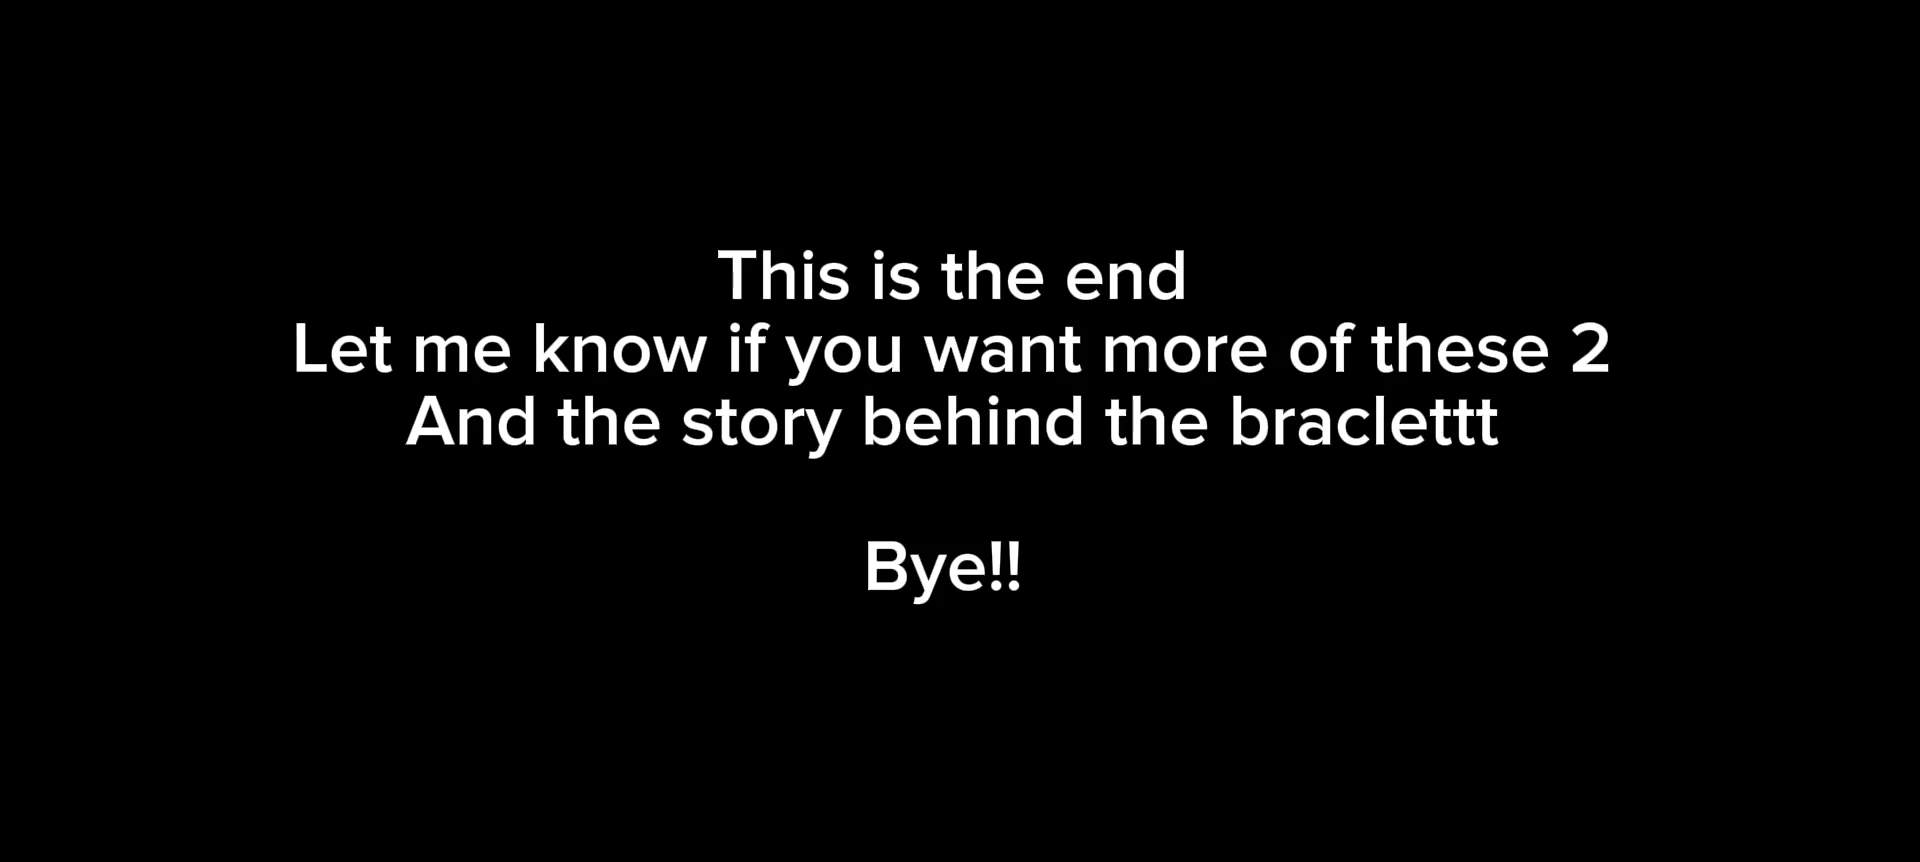 This is the end
Let me know if you want more of these 2
And the story behind the braclettt
Bye!!